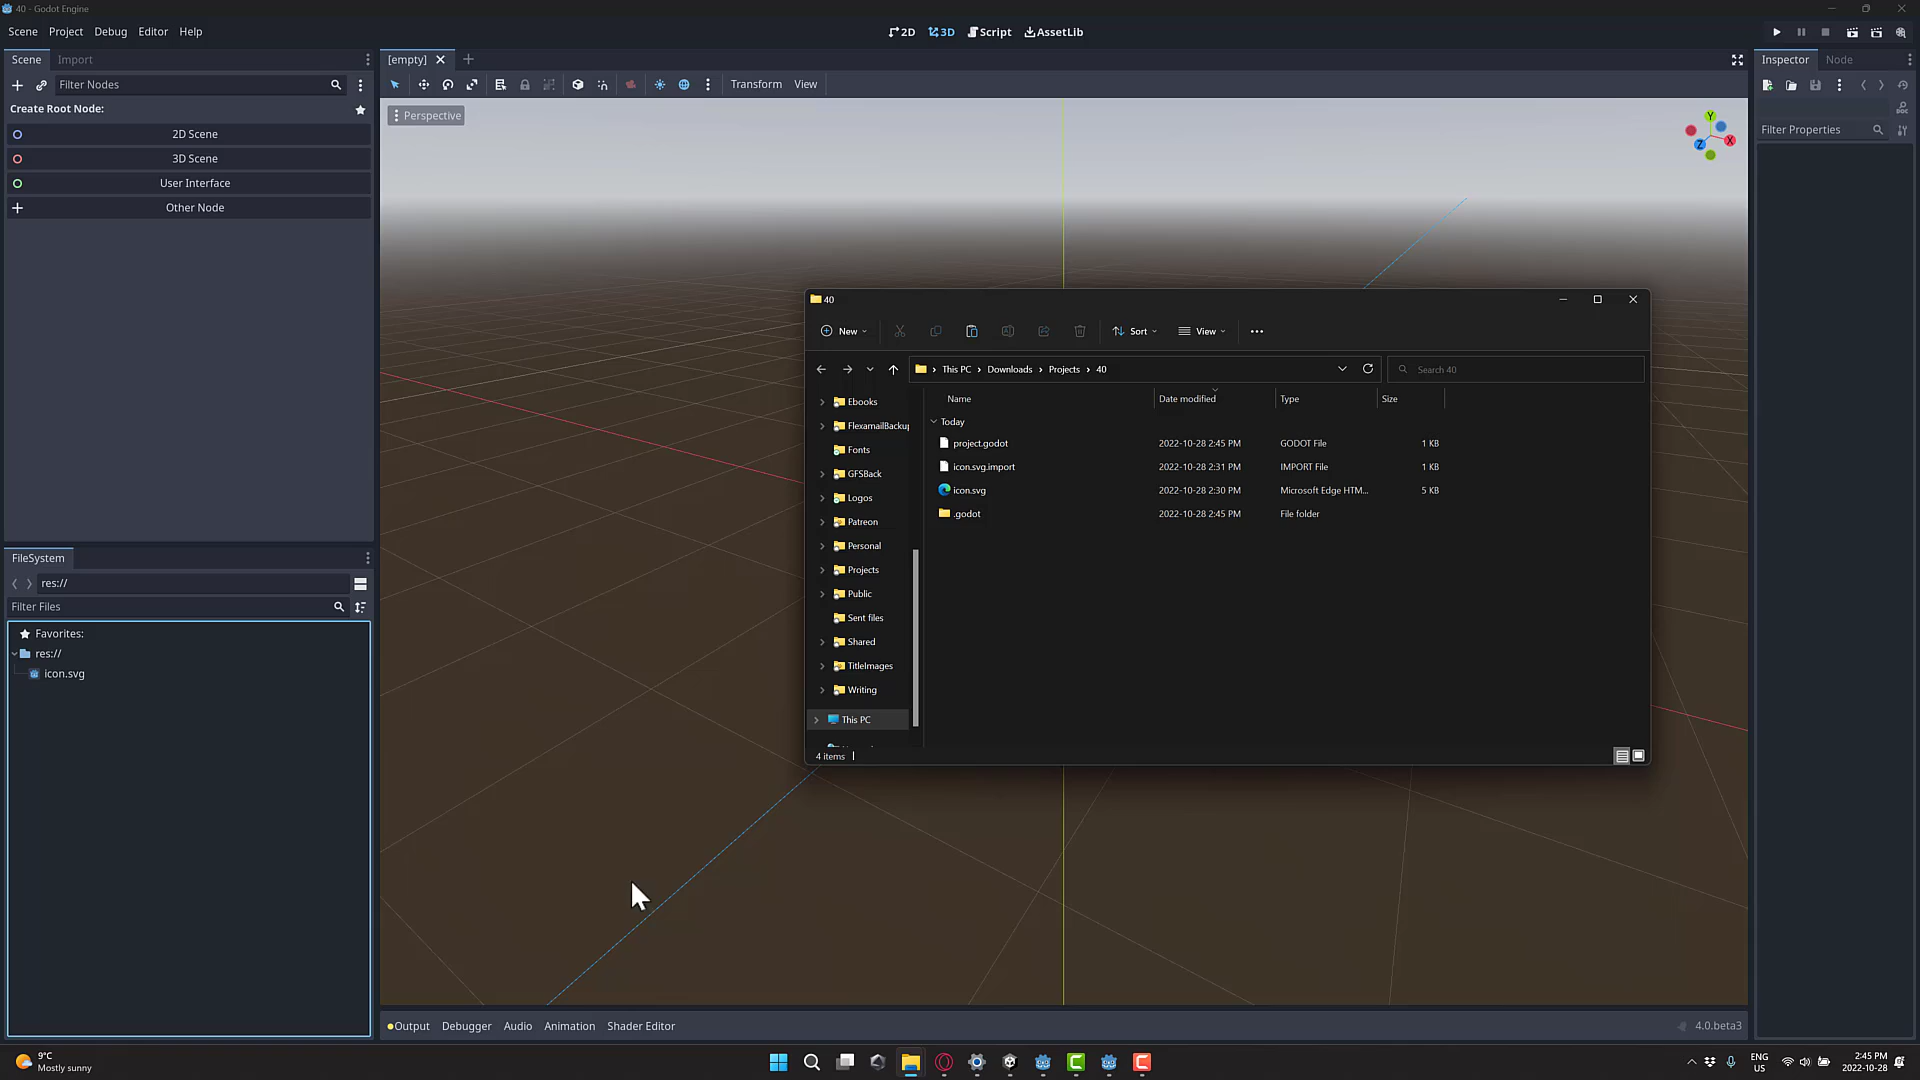 40 - Godot Engine
Scene Project Debug Editor Help
2D 3D Script AssetLib
Scene Import
[empty]
Inspector Node
Filter Nodes
Transform View
Create Root Node:
Perspective
Y
X
Z
Filter Properties
2D Scene
3D Scene
User Interface
Other Node
40
New
Sort
View
This PC > Downloads > Projects > 40
Search 40
Name Date modified Type Size
Today
project.godot 2022-10-28 2:45 PM GODOT File 1 KB
icon.svg.import 2022-10-28 2:31 PM IMPORT File 1 KB
icon.svg 2022-10-28 2:30 PM Microsoft Edge HTM... 5 KB
.godot 2022-10-28 2:45 PM File folder
Ebooks
FlexamailBackup
Fonts
GFSBack
Logos
Patreon
Personal
Projects
Public
Sent files
Shared
TitleImages
Writing
This PC
4 items
FileSystem
res://
Filter Files
Favorites:
res://
icon.svg
Output Debugger Audio Animation Shader Editor
4.0.beta3
9°C
Mostly sunny
ENG
US
2:45 PM
2022-10-28